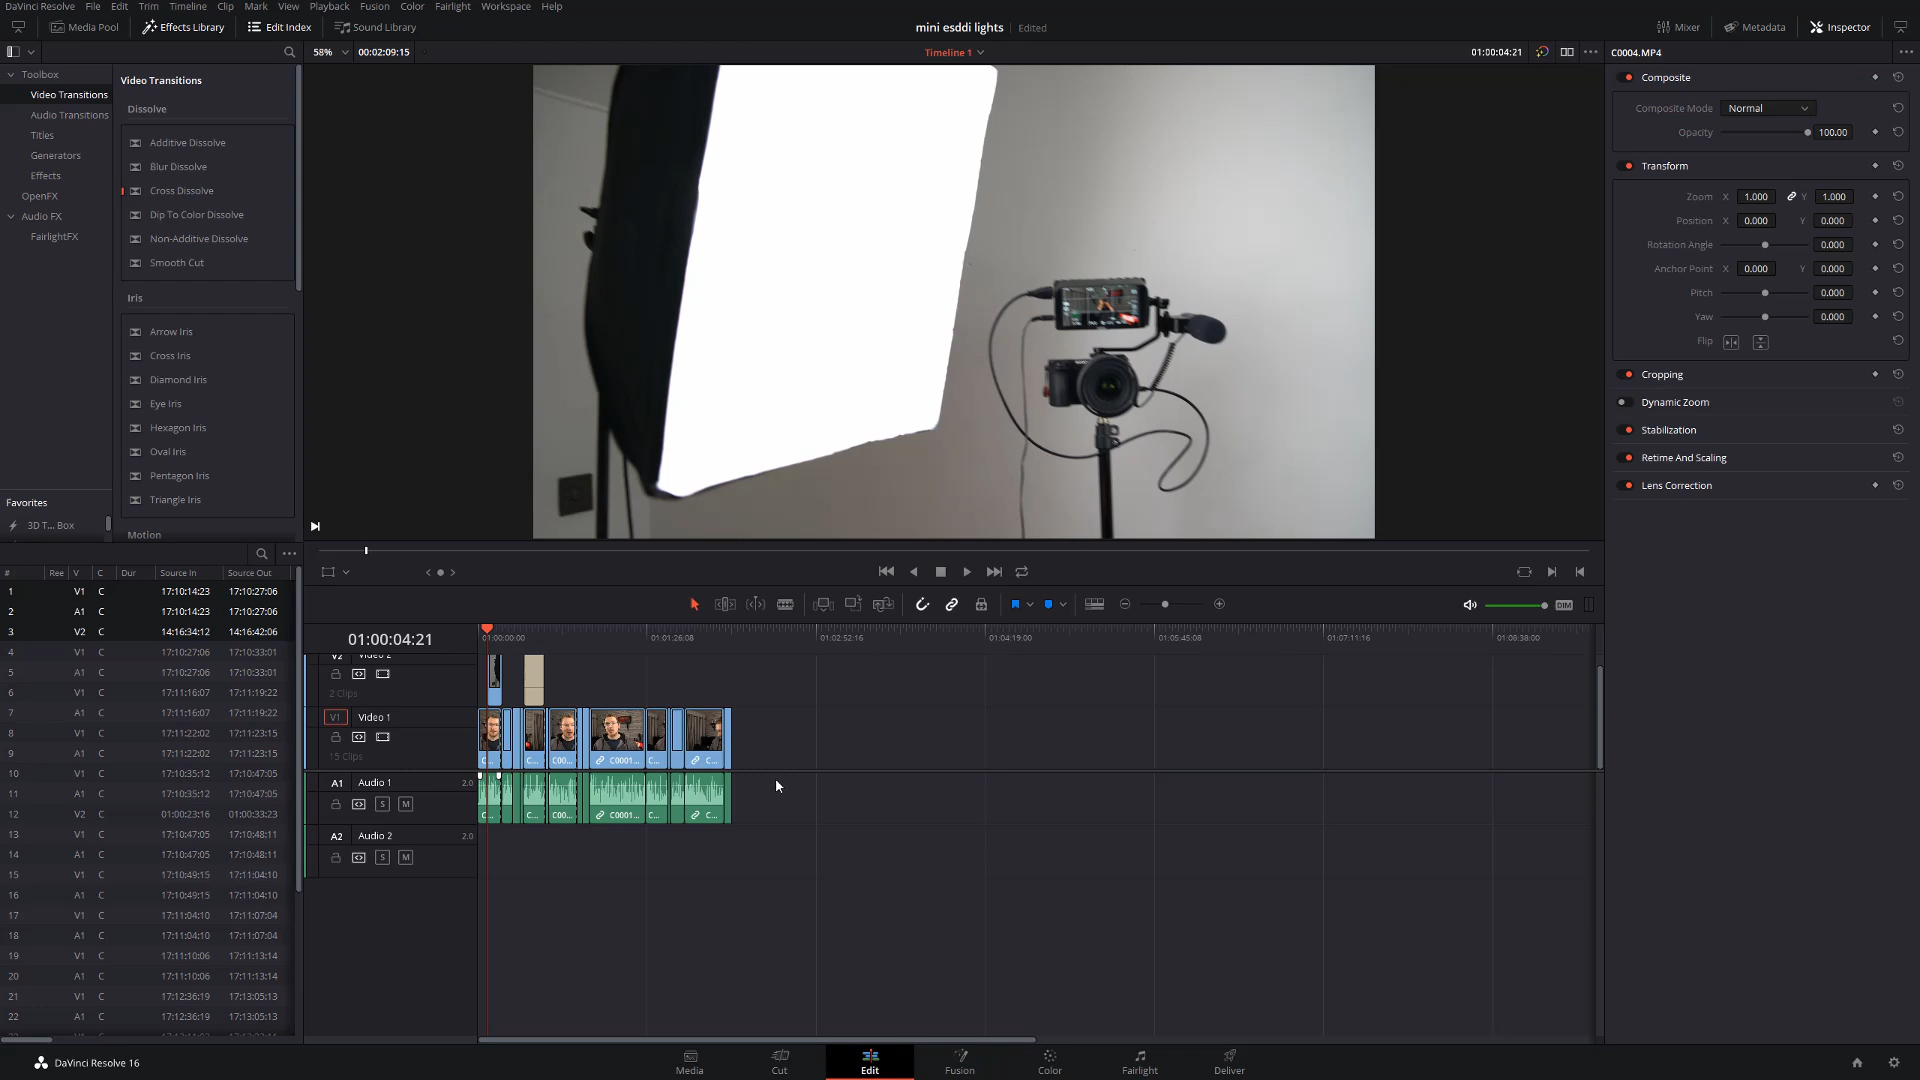 DaVinci Resolve File Edit Trim Timeline Clip Mark View Playback Fusion Color Fairlight Workspace Help
Media Pool Effects Library Edit Index Sound Library mini esddi lights Edited Mixer Metadata Inspector
58% 00:02:09:15 Timeline 1 01:00:04:21 C0004.MP4
Toolbox
Video Transitions
Audio Transitions
Titles
Generators
Effects
OpenFX
Audio FX
FairlightFX
Favorites
3D T... Box
Video Transitions
Dissolve
Additive Dissolve
Blur Dissolve
Cross Dissolve
Dip To Color Dissolve
Non-Additive Dissolve
Smooth Cut
Iris
Arrow Iris
Cross Iris
Diamond Iris
Eye Iris
Hexagon Iris
Oval Iris
Pentagon Iris
Triangle Iris
Motion
Composite
Composite Mode Normal
Opacity 100.00
Transform
Zoom X 1.000 Y 1.000
Position X 0.000 Y 0.000
Rotation Angle 0.000
Anchor Point X 0.000 Y 0.000
Pitch 0.000
Yaw 0.000
Flip
Cropping
Dynamic Zoom
Stabilization
Retime And Scaling
Lens Correction
# Ree V C Dur Source In Source Out
1 V1 C 17:10:14:23 17:10:27:06
2 A1 C 17:10:14:23 17:10:27:06
3 V2 C 14:16:34:12 14:16:42:06
4 V1 C 17:10:27:06 17:10:33:01
5 A1 C 17:10:27:06 17:10:33:01
6 V1 C 17:11:16:07 17:11:19:22
7 A1 C 17:11:16:07 17:11:19:22
8 V1 C 17:11:22:02 17:11:23:15
9 A1 C 17:11:22:02 17:11:23:15
10 V1 C 17:10:35:12 17:10:47:05
11 A1 C 17:10:35:12 17:10:47:05
12 V2 C 01:00:23:16 01:00:33:23
13 V1 C 17:10:47:05 17:10:48:11
14 A1 C 17:10:47:05 17:10:48:11
15 V1 C 17:10:49:15 17:11:04:10
16 A1 C 17:10:49:15 17:11:04:10
17 V1 C 17:11:04:10 17:11:07:04
18 A1 C 17:11:04:10 17:11:07:04
19 V1 C 17:11:10:06 17:11:13:14
20 A1 C 17:11:10:06 17:11:13:14
21 V1 C 17:12:36:19 17:13:05:13
22 A1 C 17:12:36:19 17:13:05:13
DIM
01:00:04:21 01:00:00:00 01:01:26:08 01:02:52:16 01:04:19:00 01:05:45:08 01:07:11:16 01:08:38:00
V2 Video 2
2 Clips
V1 Video 1
15 Clips
C... C... C00... C0001... C... C...
A1 Audio 1 2.0
S M
C... C... C00... C0001... C... C...
A2 Audio 2 2.0
S M
DaVinci Resolve 16 Media Cut Edit Fusion Color Fairlight Deliver